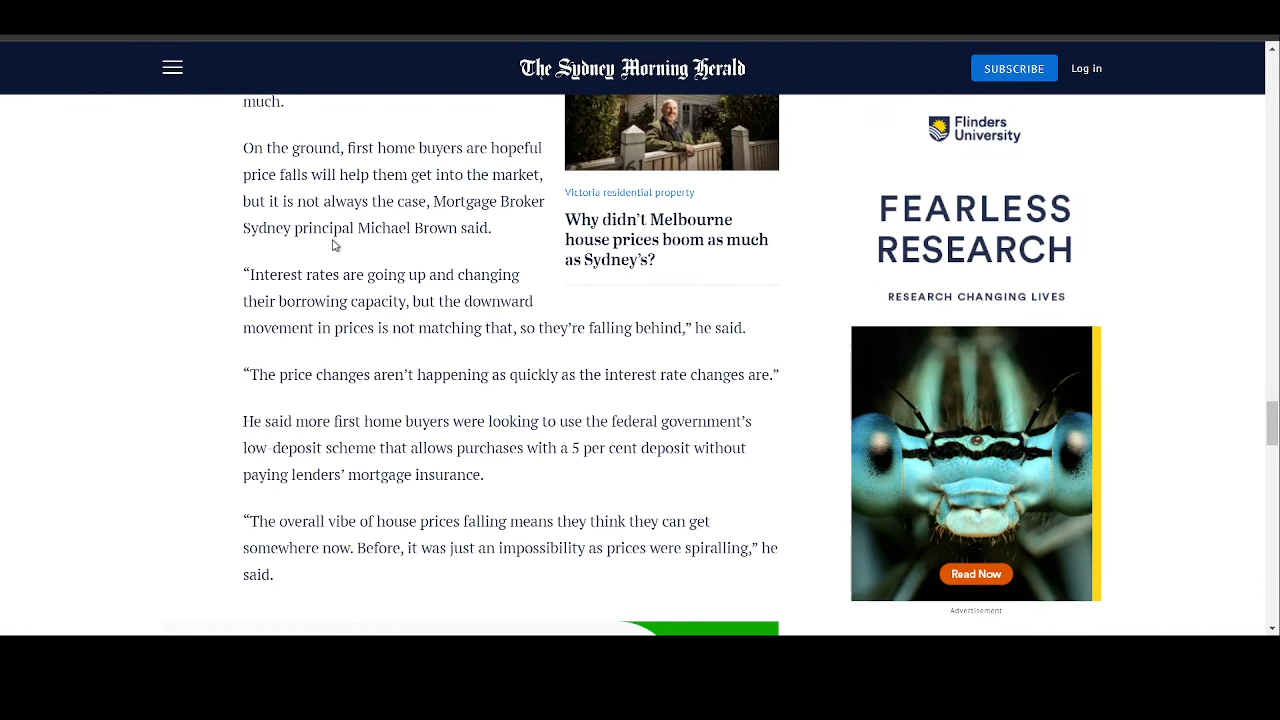 The Sydney Morning Herald
SUBSCRIBE
Log in
much.
On the ground, first home buyers are hopeful
price falls will help them get into the market,
but it is not always the case, Mortgage Broker
Sydney principal Michael Brown said.
“Interest rates are going up and changing
their borrowing capacity, but the downward
movement in prices is not matching that, so they’re falling behind,” he said.
“The price changes aren’t happening as quickly as the interest rate changes are.”
He said more first home buyers were looking to use the federal government’s
low-deposit scheme that allows purchases with a 5 per cent deposit without
paying lenders’ mortgage insurance.
“The overall vibe of house prices falling means they think they can get
somewhere now. Before, it was just an impossibility as prices were spiralling,” he
said.
Victoria residential property
Why didn’t Melbourne
house prices boom as much
as Sydney’s?
Flinders
University
FEARLESS
RESEARCH
RESEARCH CHANGING LIVES
Read Now
Advertisement